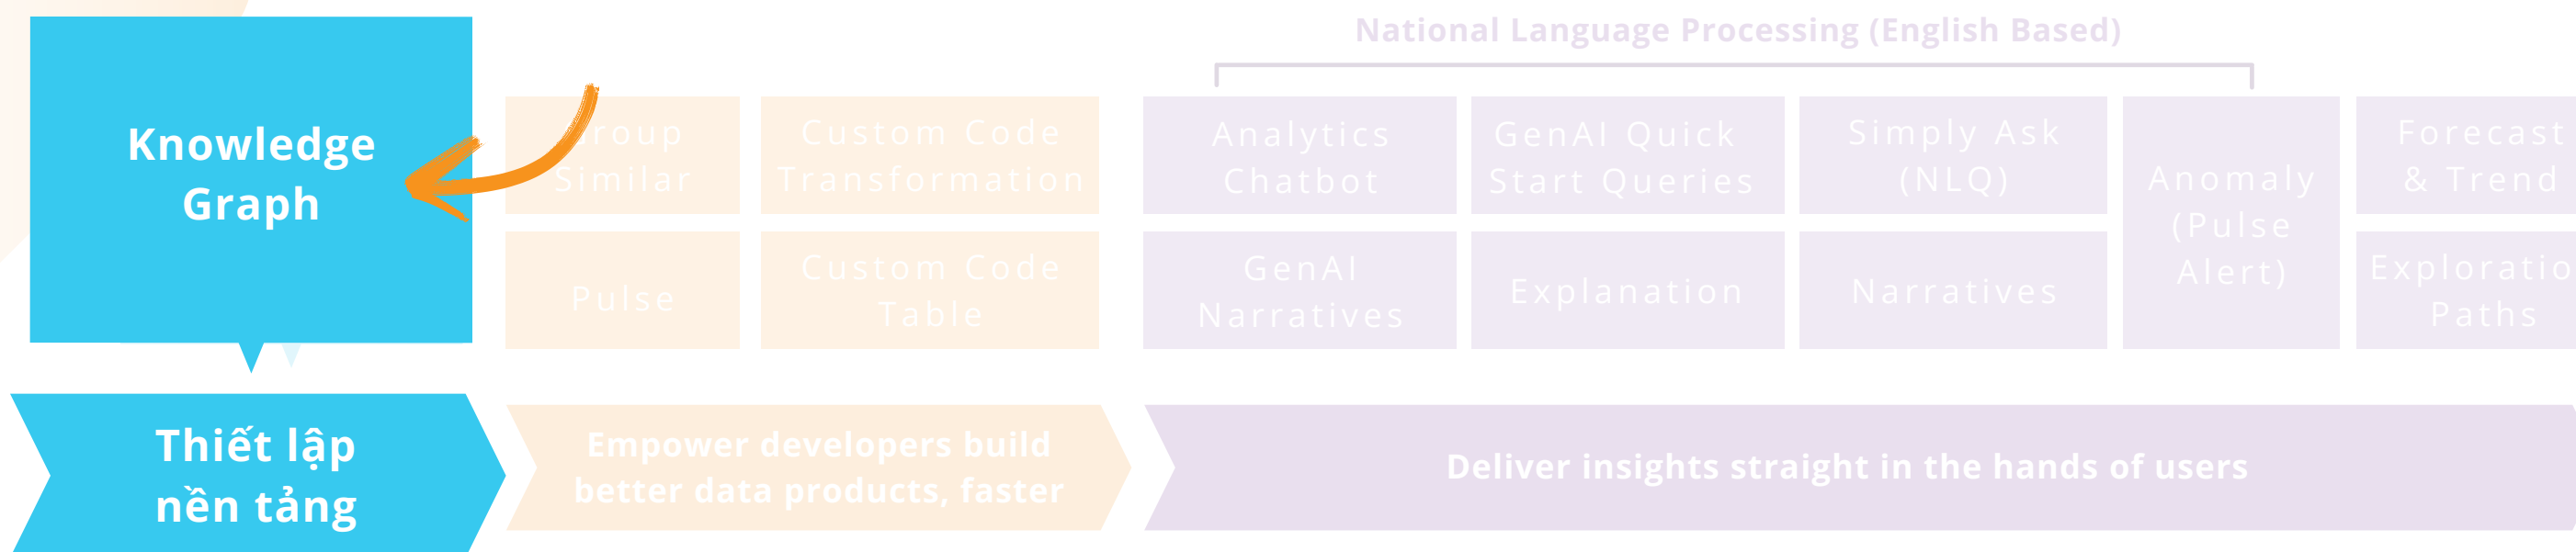 National Language Processing (English Based)
Knowledge
Graph
roup
Similar
Custom Code
Transformation
Pulse
Custom Code
Table
Analytics
Chatbot
GenAI Quick
Start Queries
Simply Ask
(NLQ)
Anomaly
(Pulse
Alert)
Forecast
& Trend
GenAI
Narratives
Explanation
Narratives
Exploratio
Paths
Thiết lập
nền tảng
Empower developers build
better data products, faster
Deliver insights straight in the hands of users